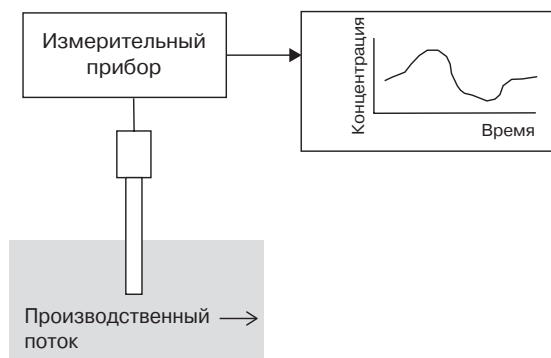 Измерительный
прибор
Концентрация
Время
Производственный
поток